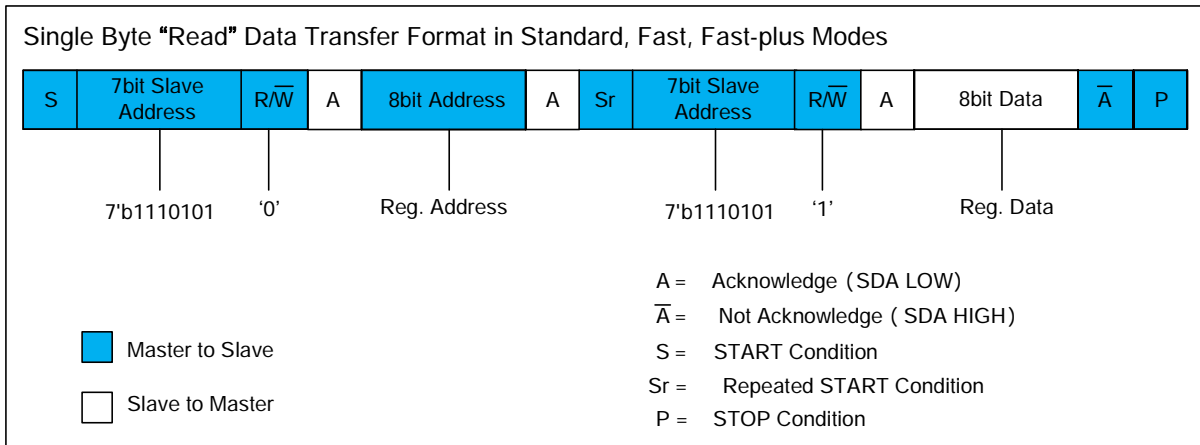 Single Byte “Read” Data Transfer Format in Standard, Fast, Fast-plus Modes
S 7bit Slave Address R/W̅ A 8bit Address A Sr 7bit Slave Address R/W̅ A 8bit Data A̅ P
7'b1110101 ‘0’ Reg. Address 7'b1110101 ‘1’ Reg. Data
A = Acknowledge (SDA LOW)
A̅ = Not Acknowledge ( SDA HIGH)
S = START Condition
Sr = Repeated START Condition
P = STOP Condition
Master to Slave
Slave to Master